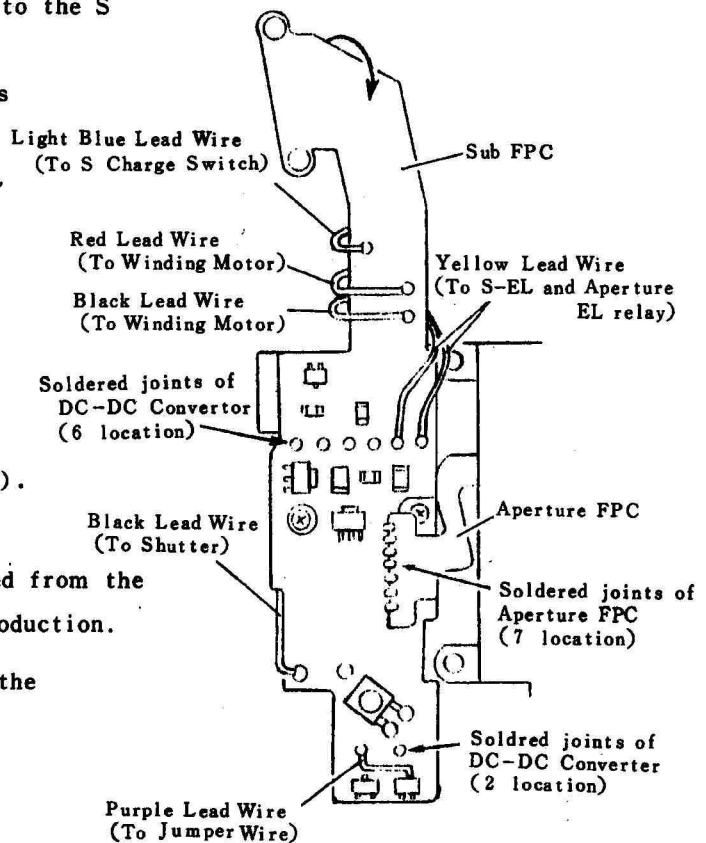 to the S
s
Light Blue Lead Wire
(To S Charge Switch)
Sub FPC
Red Lead Wire
(To Winding Motor)
Black Lead Wire
(To Winding Motor)
Yellow Lead Wire
(To S-EL and Aperture
EL relay)
Soldered joints of
DC-DC Convertor
(6 location)
).
Black Lead Wire
(To Shutter)
Aperture FPC
ed from the
oduction.
Soldered joints of
Aperture FPC
(7 location)
the
Soldred joints of
DC-DC Converter
(2 location)
Purple Lead Wire
(To Jumper Wire)